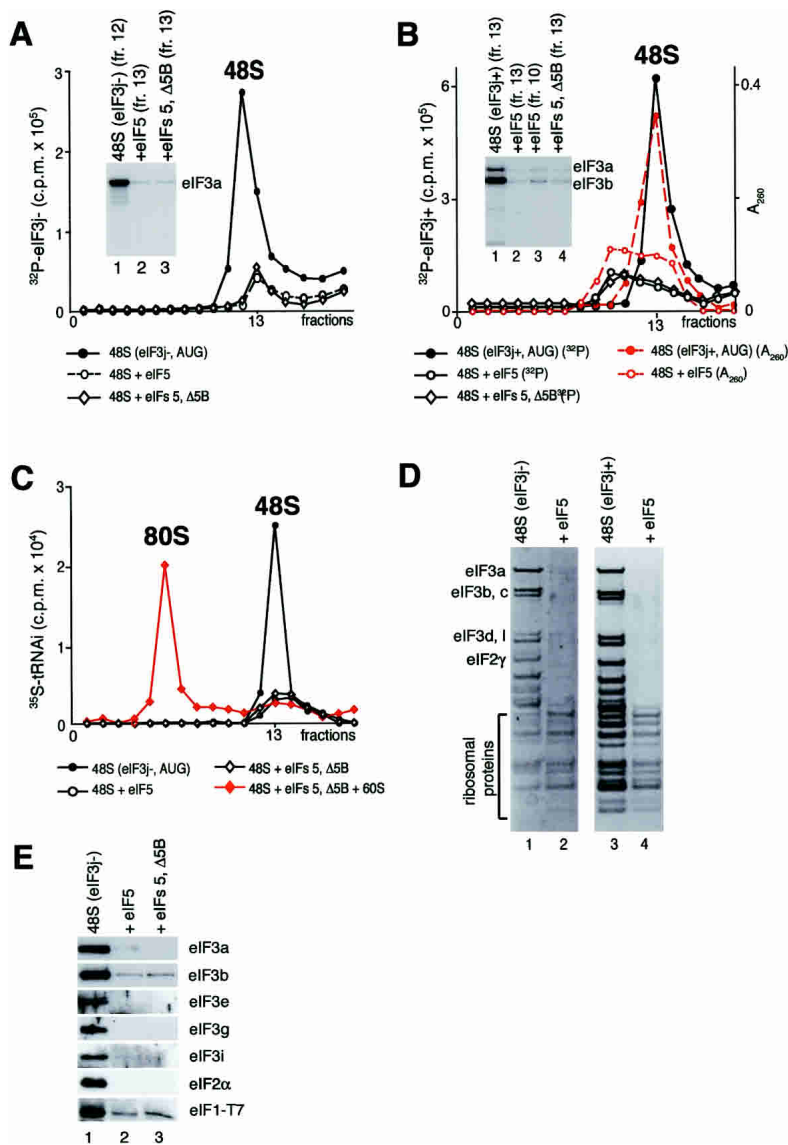 A
48S (eIF3j-) (fr. 12)
+eIF5 (fr. 13)
+eIFs 5, Δ5B (fr. 13)
48S
eIF3a
1 2 3
3
2
1
0
³²P-eIF3j- (c.p.m. x 10⁵)
0
13
fractions
48S (eIF3j-, AUG)
48S + eIF5
48S + eIFs 5, Δ5B
B
48S (eIF3j+) (fr. 13)
+eIF5 (fr. 13)
+eIF5 (fr. 10)
+eIFs 5, Δ5B (fr. 13)
48S
eIF3a
eIF3b
1 2 3 4
6
3
0
³²P-eIF3j+ (c.p.m. x 10⁵)
0.4
0
A₂₆₀
0
13
fractions
48S (eIF3j+, AUG) (³²P)
48S + eIF5 (³²P)
48S + eIFs 5, Δ5B (³²P)
48S (eIF3j+, AUG) (A₂₆₀)
48S + eIF5 (A₂₆₀)
C
80S
48S
3
2
1
0
³⁵S-tRNAi (c.p.m. x 10⁴)
0
13
fractions
48S (eIF3j-, AUG)
48S + eIF5
48S + eIFs 5, Δ5B
48S + eIFs 5, Δ5B + 60S
D
48S (eIF3j-)
+ eIF5
48S (eIF3j+)
+ eIF5
eIF3a
eIF3b, c
eIF3d, l
eIF2γ
ribosomal
proteins
1 2 3 4
E
48S (eIF3j-)
+ eIF5
+ eIFs 5, Δ5B
eIF3a
eIF3b
eIF3e
eIF3g
eIF3i
eIF2α
eIF1-T7
1 2 3